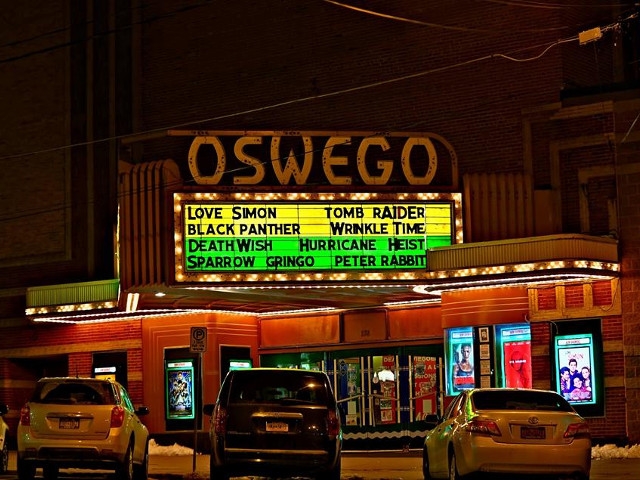 OSWEGO
LOVE SIMON TOMB RAIDER
BLACK PANTHER WRINKLE TIME
DEATH WISH HURRICANE HEIST
SPARROW GRINGO PETER RABBIT
P